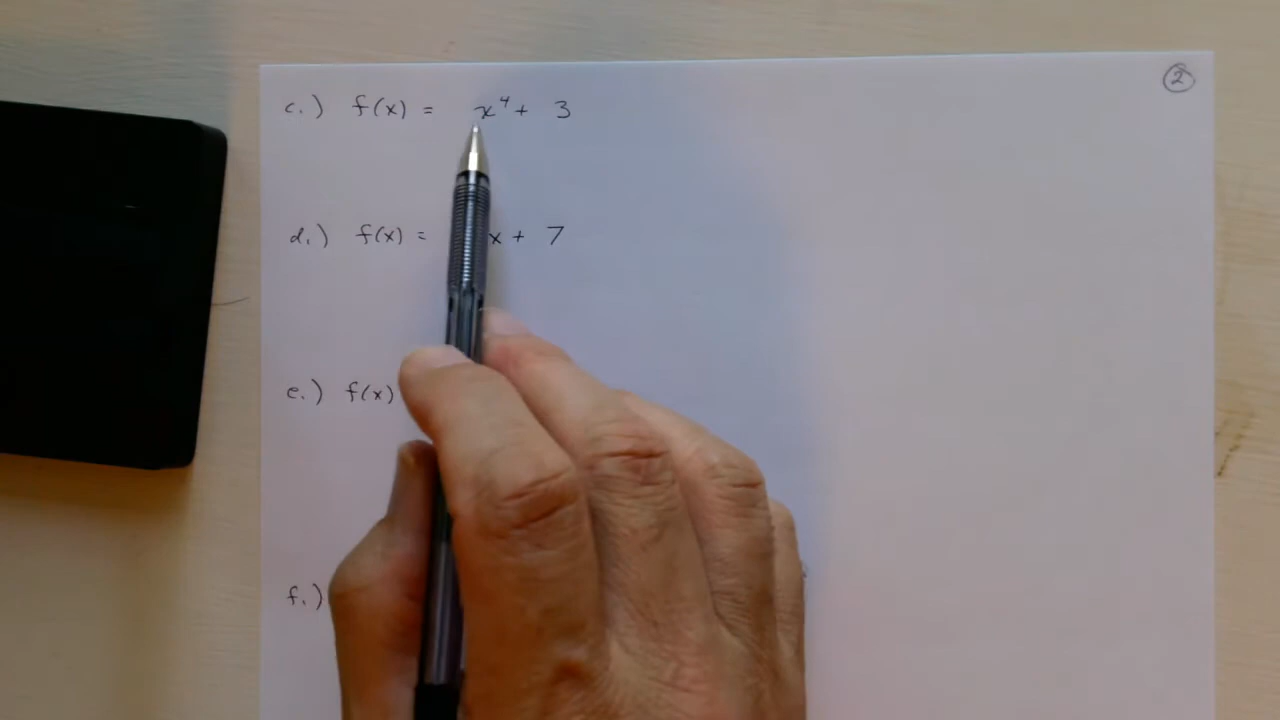 ②
c.) f(x) = x⁴ + 3
d.) f(x) = x + 7
e.) f(x)
f.)